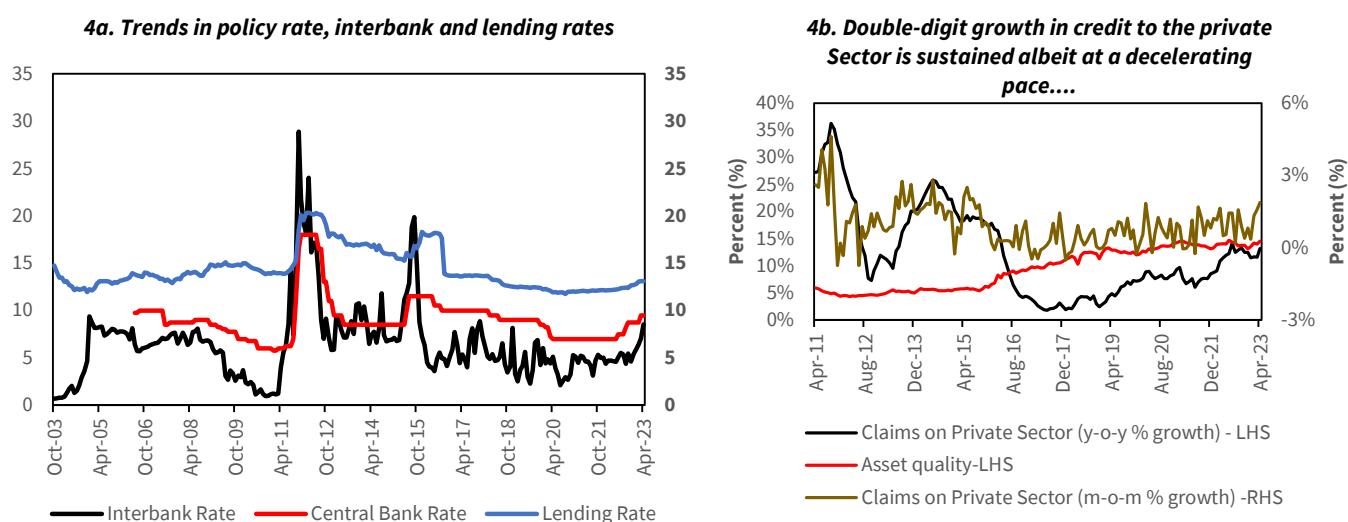 4a. Trends in policy rate, interbank and lending rates
35
30
25
20
15
10
5
0
35
30
25
20
15
10
5
0
Oct-03
Apr-05
Oct-06
Apr-08
Oct-09
Apr-11
Oct-12
Apr-14
Oct-15
Apr-17
Oct-18
Apr-20
Oct-21
Apr-23
Interbank Rate
Central Bank Rate
Lending Rate
4b. Double-digit growth in credit to the private
Sector is sustained albeit at a decelerating
pace....
Percent (%)
40%
35%
30%
25%
20%
15%
10%
5%
0%
6%
3%
0%
-3%
Percent (%)
Apr-11
Aug-12
Dec-13
Apr-15
Aug-16
Dec-17
Apr-19
Aug-20
Dec-21
Apr-23
Claims on Private Sector (y-o-y % growth) - LHS
Asset quality-LHS
Claims on Private Sector (m-o-m % growth) -RHS